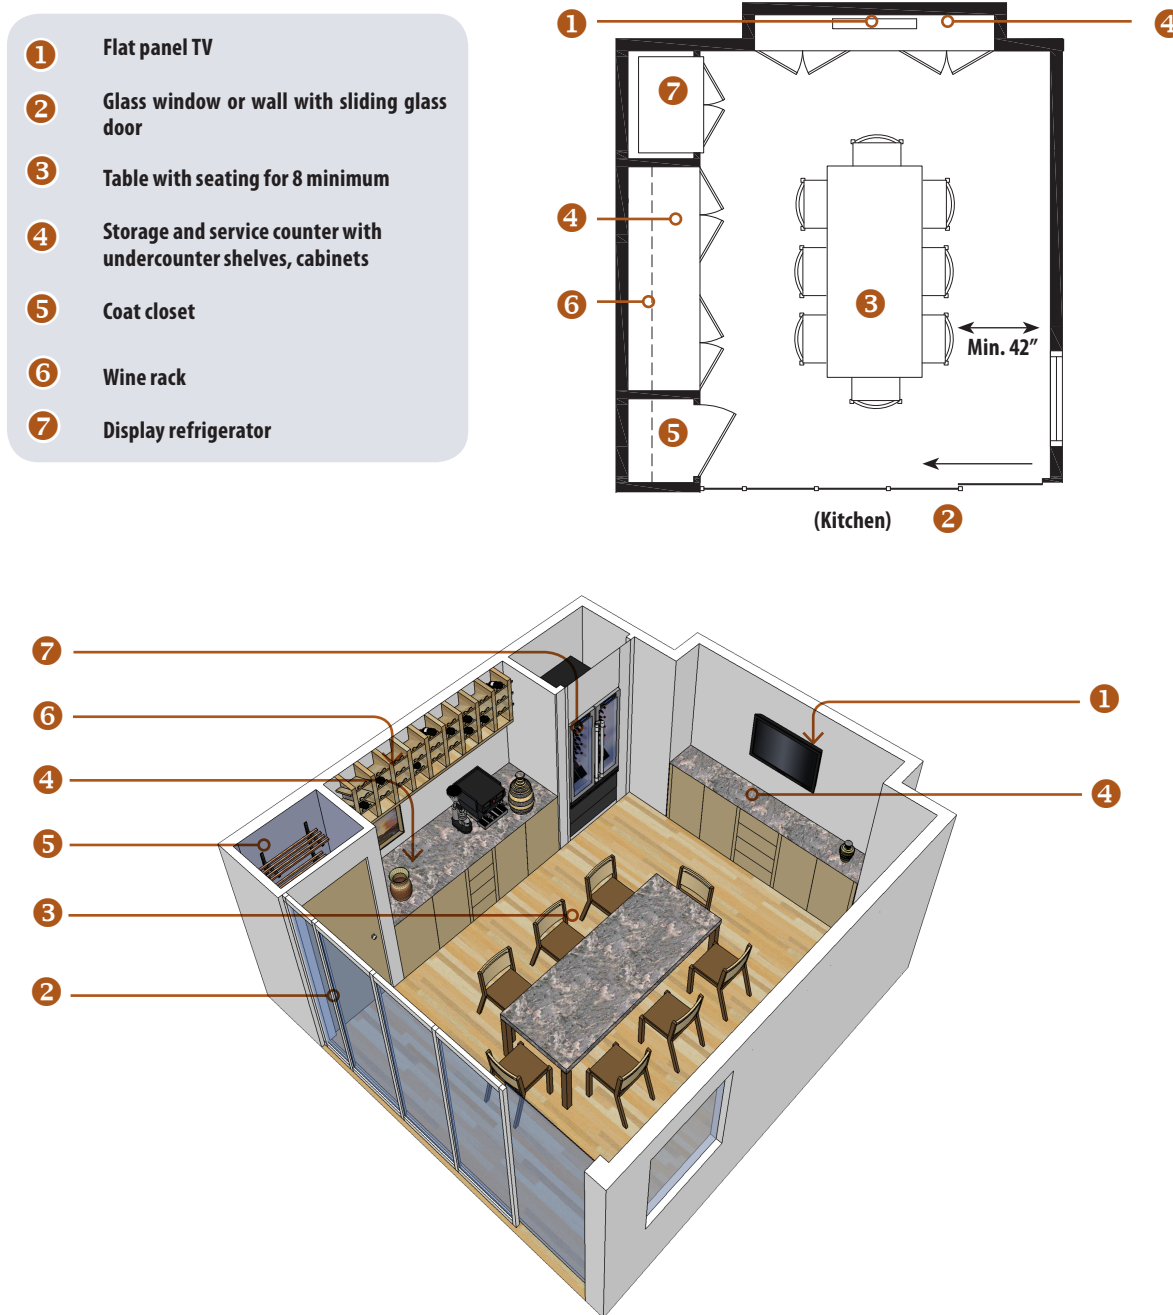 1 Flat panel TV
2 Glass window or wall with sliding glass
door
3 Table with seating for 8 minimum
4 Storage and service counter with
undercounter shelves, cabinets
5 Coat closet
6 Wine rack
7 Display refrigerator
1
4
7
4
6
3
Min. 42”
5
(Kitchen) 2
7
6
4
5
3
2
1
4